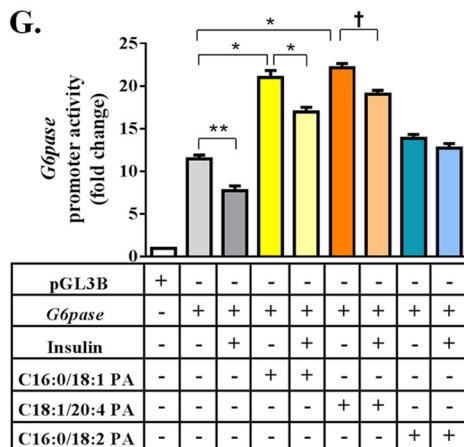 G.
G6pase
promoter activity
(fold change)
25
20
15
10
5
0
* * * ** †
pGL3B + - - - - - - - -
G6pase - + + + + + + + +
Insulin - - + - + - + - +
C16:0/18:1 PA - - - + + - - - -
C18:1/20:4 PA - - - - - + + - -
C16:0/18:2 PA - - - - - - - + +